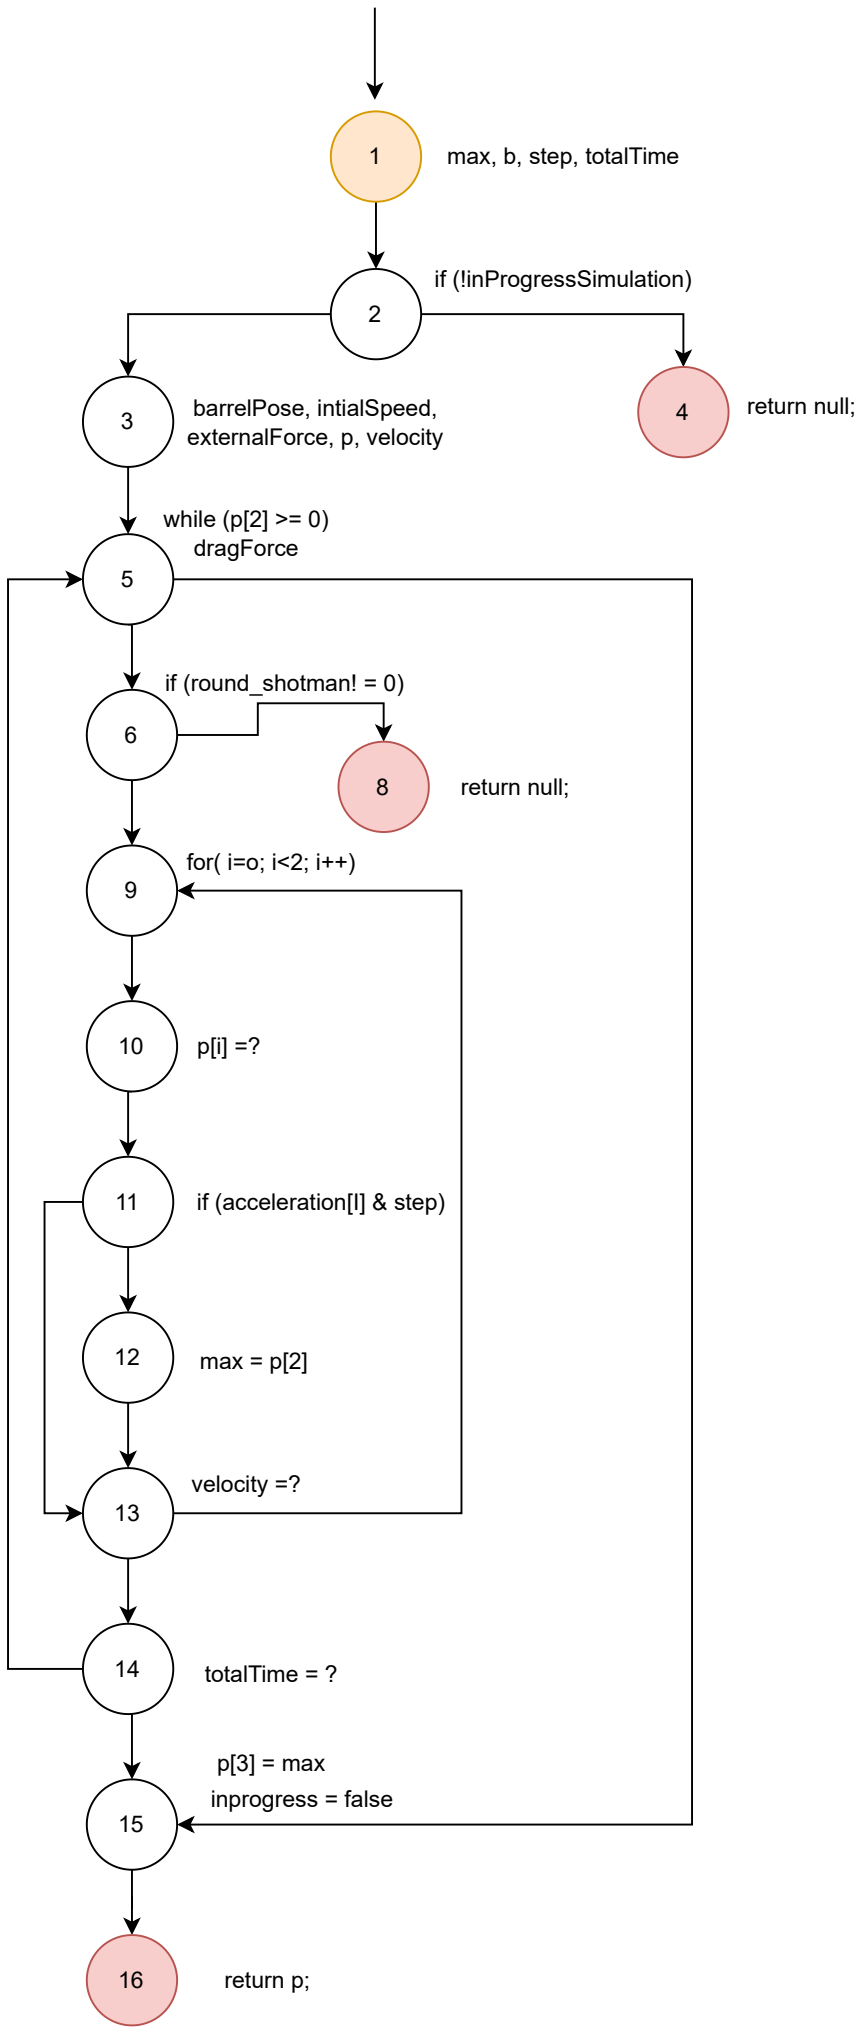 1
max, b, step, totalTime
if (!inProgressSimulation)
2
4
return null;
3
barrelPose, intialSpeed,
externalForce, p, velocity
while (p[2] >= 0)
dragForce
5
if (round_shotman! = 0)
6
8
return null;
for( i=o; i<2; i++)
9
10
p[i] =?
11
if (acceleration[I] & step)
12
max = p[2]
velocity =?
13
14
totalTime = ?
p[3] = max
inprogress = false
15
16
return p;